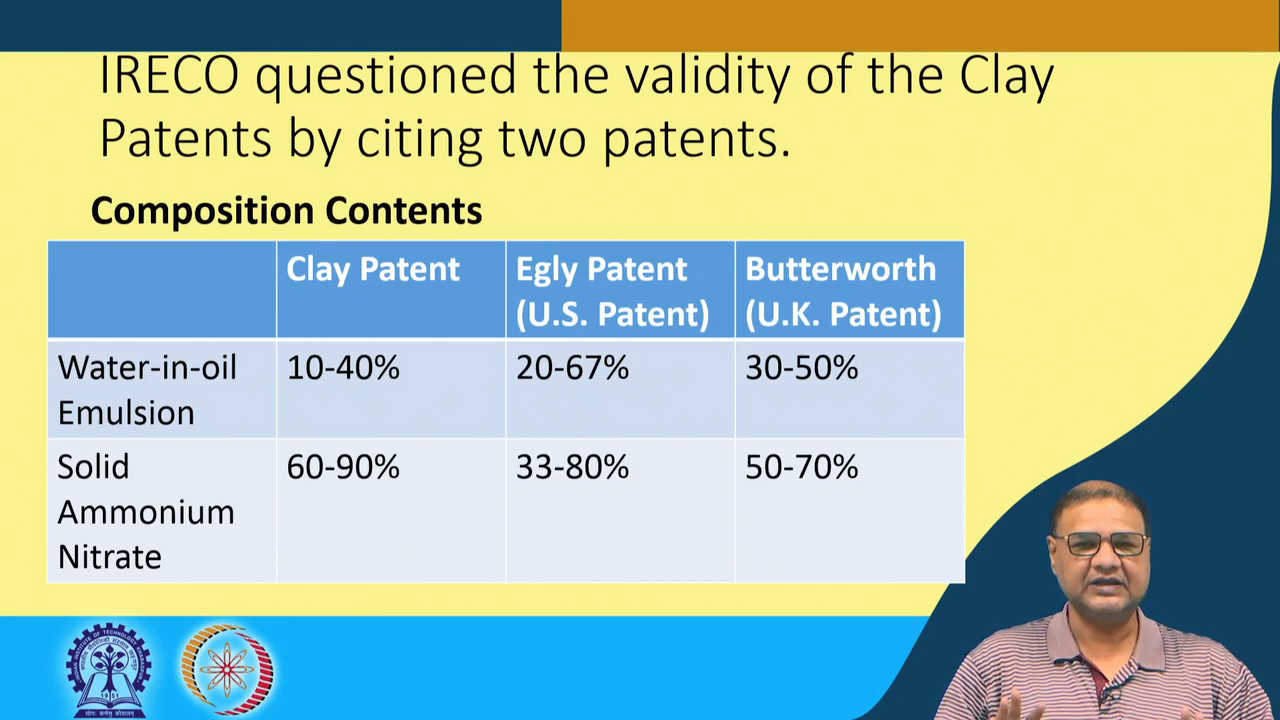 IRECO questioned the validity of the Clay
Patents by citing two patents.
Composition Contents
Clay Patent
Egly Patent
(U.S. Patent)
Butterworth
(U.K. Patent)
Water-in-oil
Emulsion
10-40%
20-67%
30-50%
Solid
Ammonium
Nitrate
60-90%
33-80%
50-70%
1951